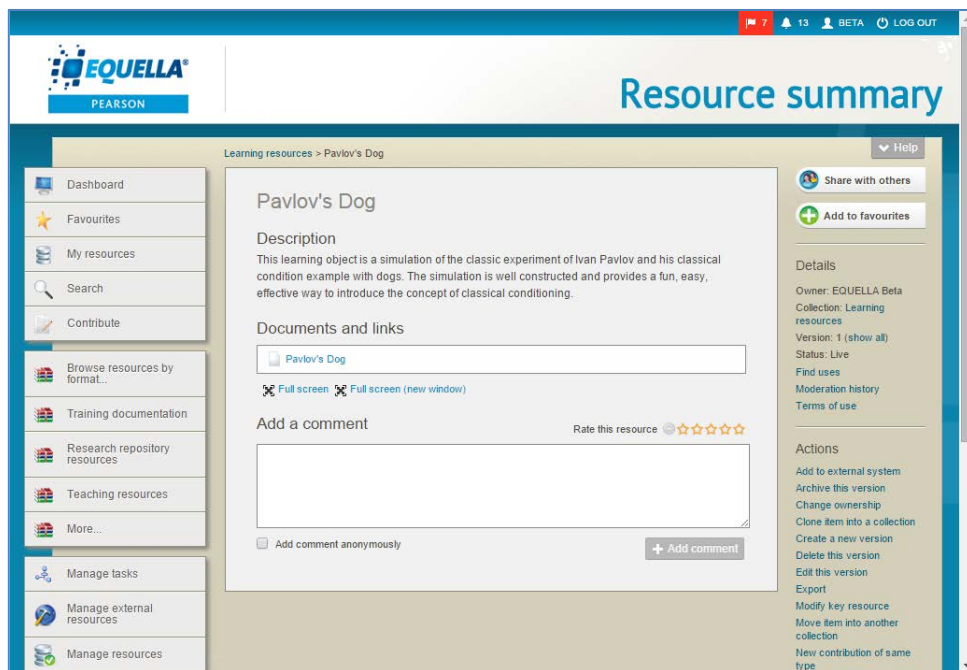 7 13 BETA LOG OUT
EQUELLA®
PEARSON
Resource summary
Learning resources > Pavlov's Dog
Help
Dashboard
Favourites
My resources
Search
Contribute
Browse resources by
format...
Training documentation
Research repository
resources
Teaching resources
More...
Manage tasks
Manage external
resources
Manage resources
Pavlov's Dog
Description
This learning object is a simulation of the classic experiment of Ivan Pavlov and his classical
condition example with dogs. The simulation is well constructed and provides a fun, easy,
effective way to introduce the concept of classical conditioning.
Documents and links
Pavlov's Dog
Full screen Full screen (new window)
Add a comment
Rate this resource
Add comment anonymously
Add comment
Share with others
Add to favourites
Details
Owner: EQUELLA Beta
Collection: Learning
resources
Version: 1 (show all)
Status: Live
Find uses
Moderation history
Terms of use
Actions
Add to external system
Archive this version
Change ownership
Clone item into a collection
Create a new version
Delete this version
Edit this version
Export
Modify key resource
Move item into another
collection
New contribution of same
type